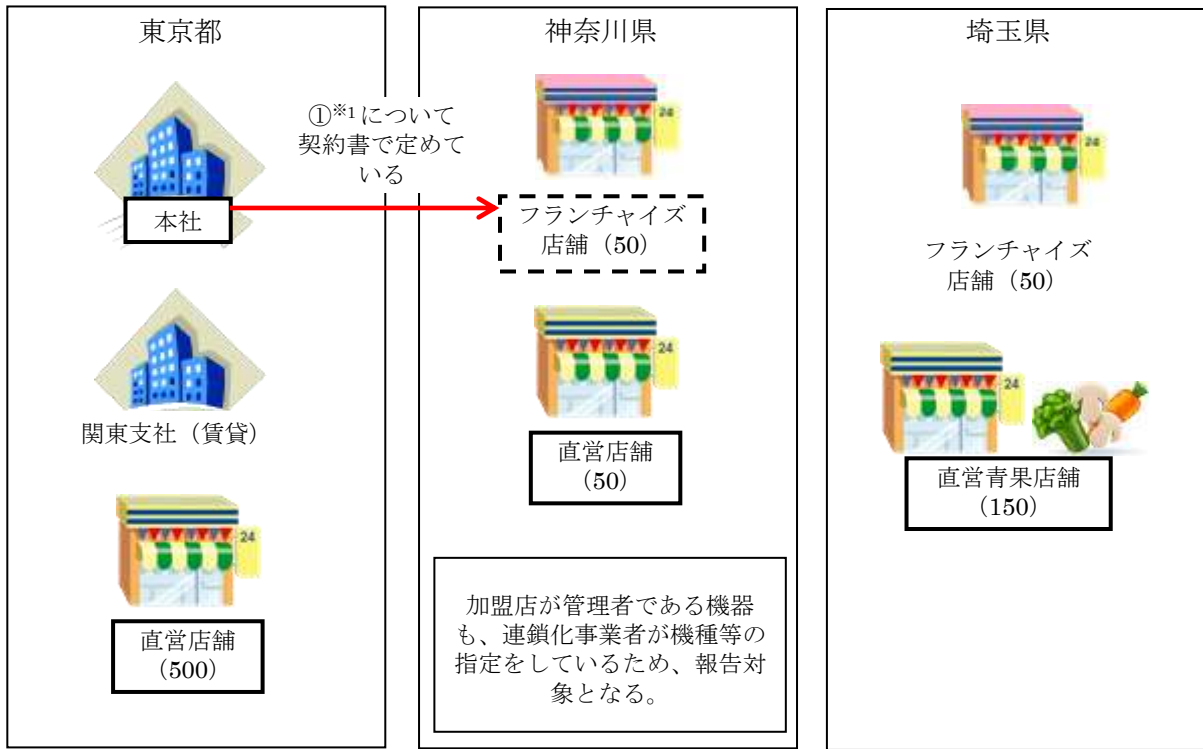 東京都
①※1について
契約書で定めて
いる
本社
関東支社（賃貸）
24
直営店舗
(500)
神奈川県
24
フランチャイズ
店舗（50）
24
直営店舗
(50)
加盟店が管理者である機器
も、連鎖化事業者が機種等の
指定をしているため、報告対
象となる。
埼玉県
24
フランチャイズ
店舗（50）
24
直営青果店舗
（150）